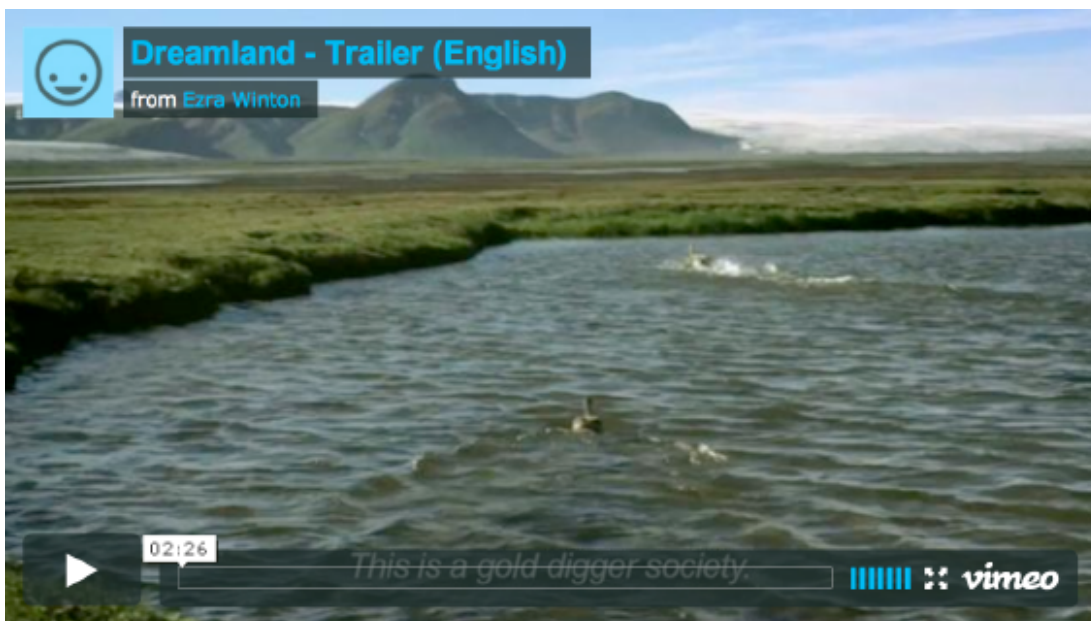 Dreamland - Trailer (English)
from Ezra Winton
02:26
This is a gold digger society.
vimeo